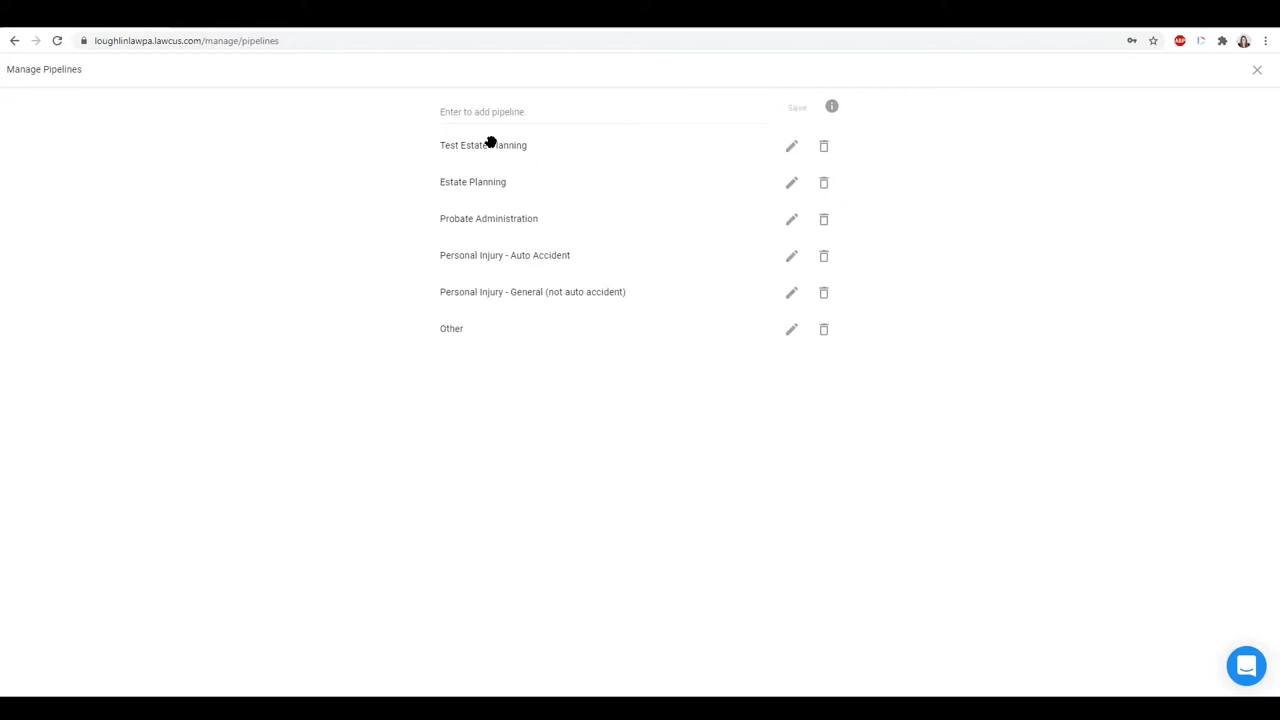 loughlinlawpa.lawcus.com/manage/pipelines
ABP
Manage Pipelines
Enter to add pipeline.
Save
Test Estate Planning
Estate Planning
Probate Administration
Personal Injury - Auto Accident
Personal Injury - General (not auto accident)
Other